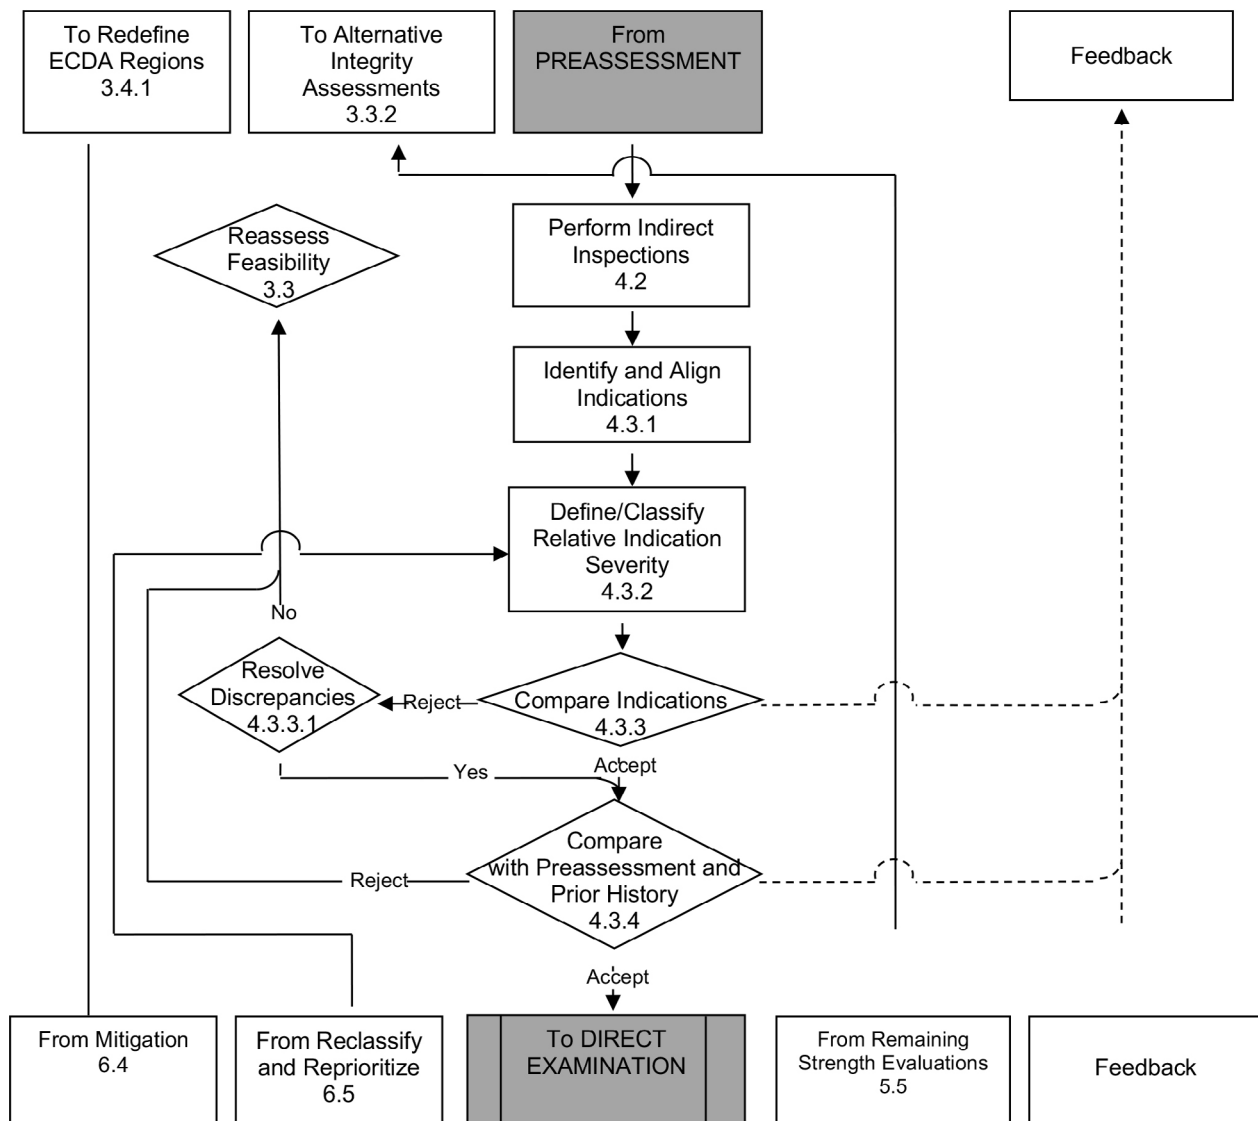 To Redefine
ECDA Regions
3.4.1
To Alternative
Integrity
Assessments
3.3.2
From
PREASSESSMENT
Feedback
Reassess
Feasibility
3.3
Perform Indirect
Inspections
4.2
Identify and Align
Indications
4.3.1
Define/Classify
Relative Indication
Severity
4.3.2
No
Resolve
Discrepancies
4.3.3.1
Reject
Compare Indications
4.3.3
Accept
Yes
Compare
with Preassessment and
Prior History
4.3.4
Reject
Accept
From Mitigation
6.4
From Reclassify
and Reprioritize
6.5
To DIRECT
EXAMINATION
From Remaining
Strength Evaluations
5.5
Feedback